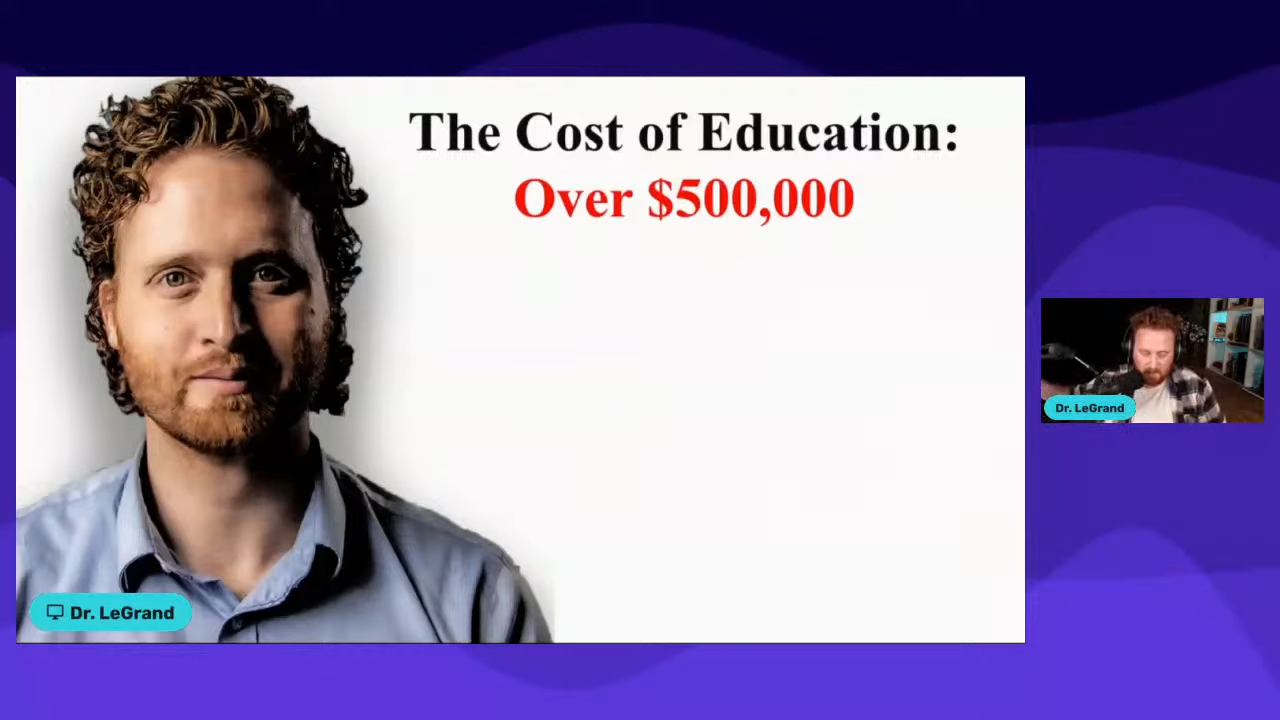 The Cost of Education:
Over $500,000
Dr. LeGrand
Dr. LeGrand